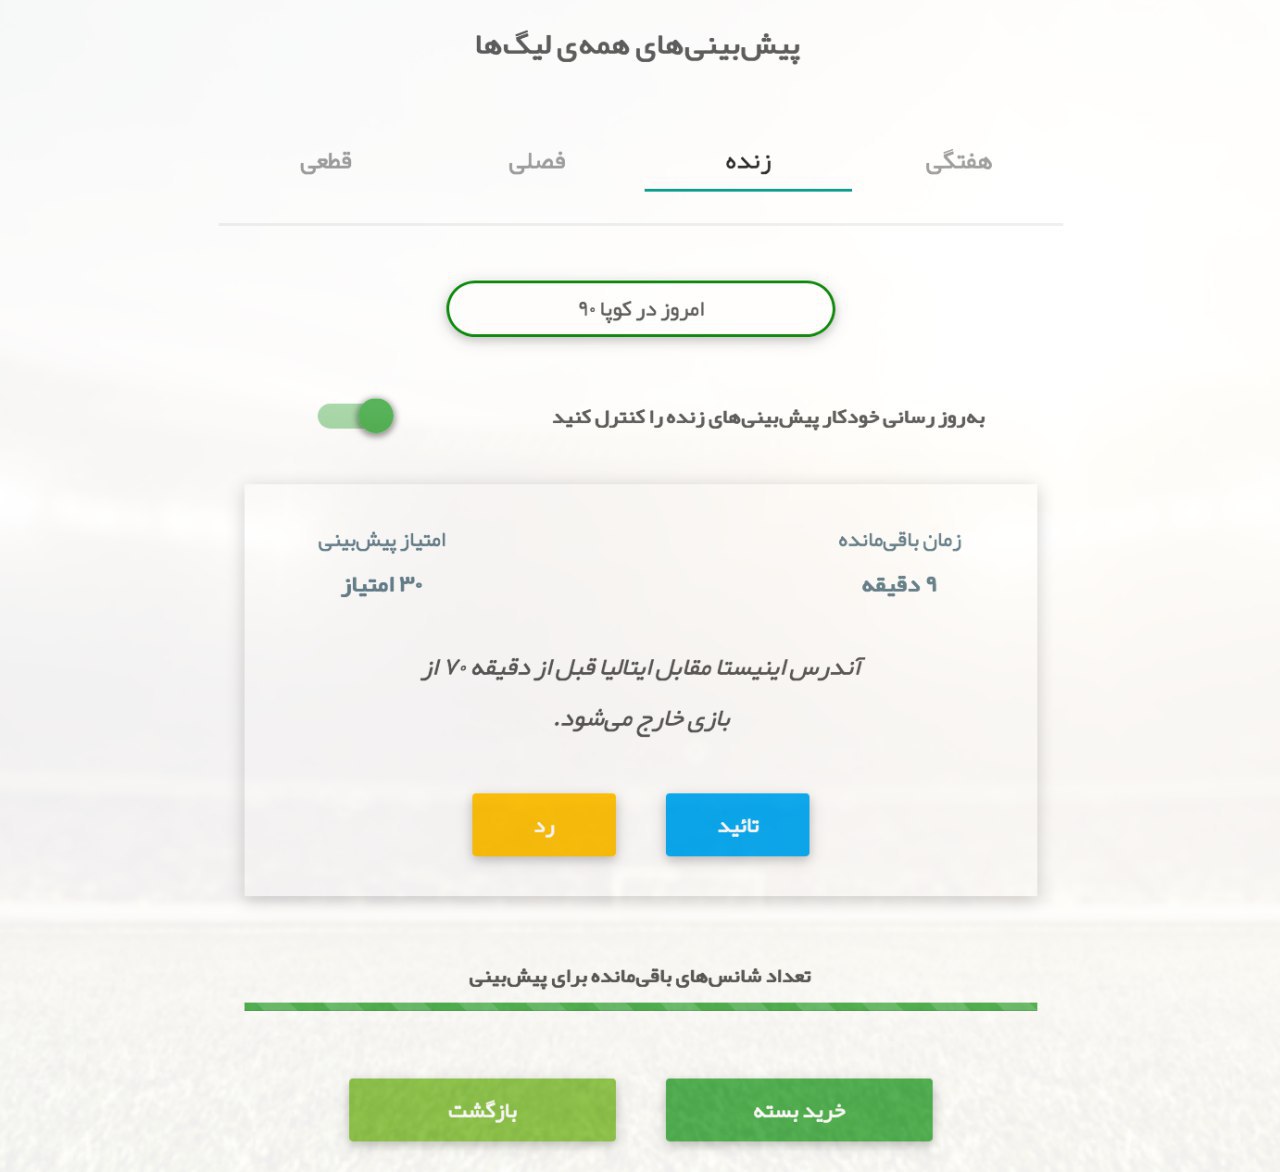 پیش‌بینی‌های همه‌ی لیگ‌ها
هفتگی
زنده
فصلی
قطعی
امروز در کوپا ۹۰
به‌روز رسانی خودکار پیش‌بینی‌های زنده را کنترل کنید
زمان باقی‌مانده
امتیاز پیش‌بینی
۹ دقیقه
۳۰ امتیاز
آندرس اینیستا مقابل ایتالیا قبل از دقیقه ۷۰ از
بازی خارج می‌شود.
تائید
رد
تعداد شانس‌های باقی‌مانده برای پیش‌بینی
خرید بسته
بازگشت